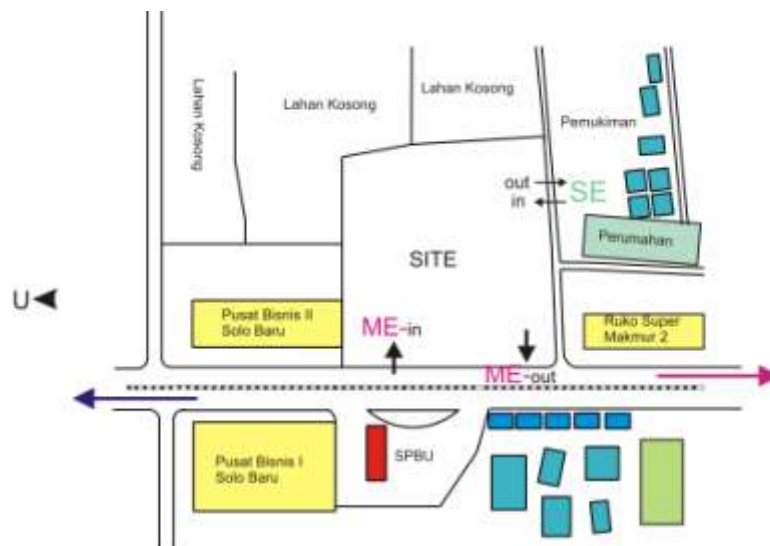 Lahan Kosong
Lahan Kosong
Lahan Kosong
Pemukiman
out
in
SE
Perumahan
SITE
U
Pusat Bisnis II
Solo Baru
ME-in
Ruko Super
Makmur 2
ME-out
Pusat Bisnis I
Solo Baru
SPBU